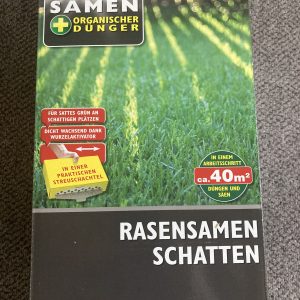 SAMEN
+ ORGANISCHER
DÜNGER
FÜR SATTES GRÜN AN
SCHATTIGEN PLÄTZEN
DICHT WACHSEND DANK
WURZELAKTIVATOR
IN EINER
PRAKTISCHEN
STREUSCHACHTEL
IN EINEM
ARBEITSSCHRITT
ca. 40m²
DÜNGEN UND
SÄEN
RASENSAMEN
SCHATTEN